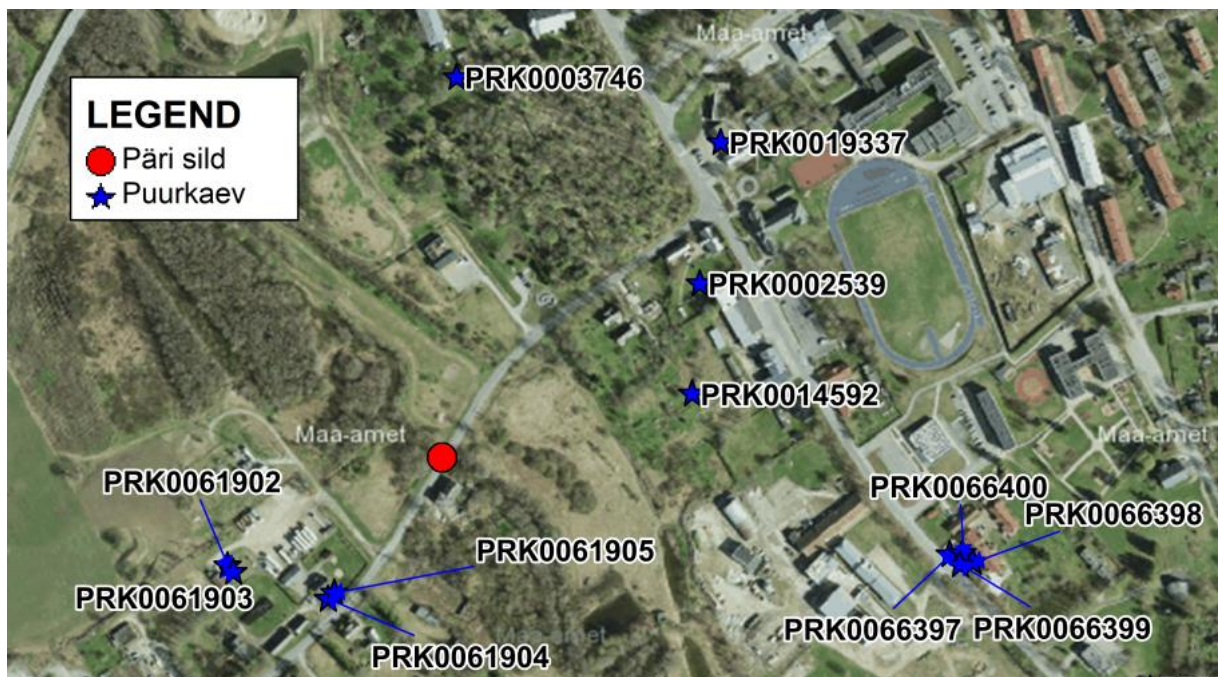 Maa-amet
PRK0003746
LEGEND
Päri sild
Puurkaev
PRK0019337
PRK0002539
PRK0014592
Maa-amet
Maa-amet
PRK0061902
PRK0066400
PRK0066398
PRK0061905
PRK0061903
PRK0066397
PRK0066399
Maa-amet
PRK0061904